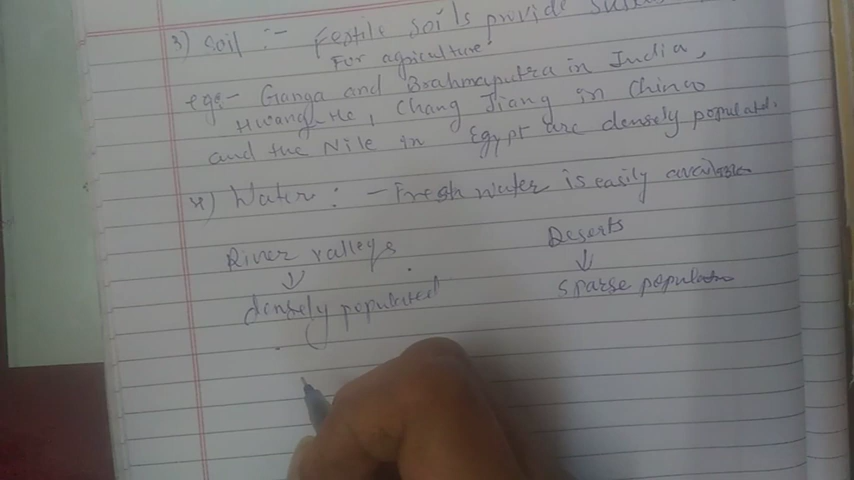 3) Soil :- Fertile soils provide
For agriculture
eg:- Ganga and Brahmaputra in India,
Hwang He, Chang Jiang in China
and the Nile in Egypt are densely populated.
4) Water : - Fresh water is easily available
River valleys Deserts
↓ ↓
densely populated sparse population